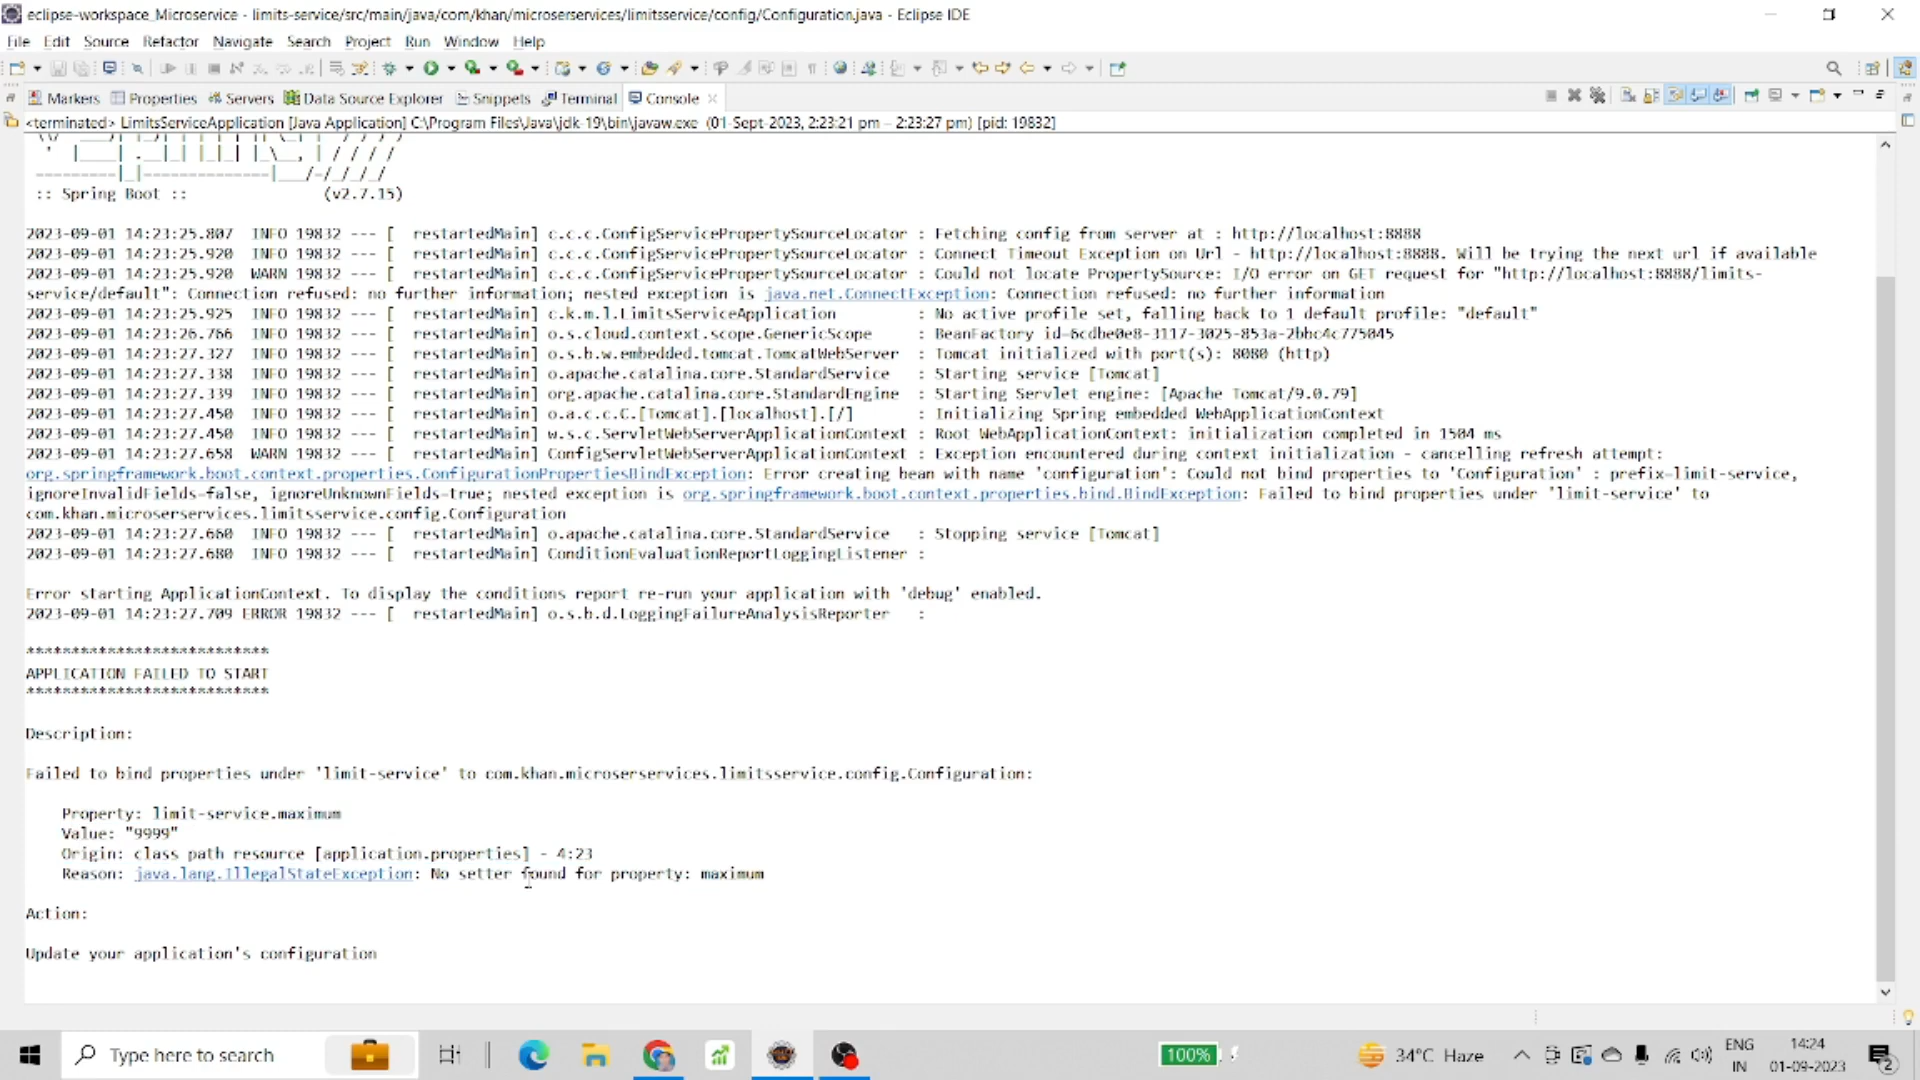 eclipse-workspace_Microservice - limits-service/src/main/java/com/khan/microserservices/limitsservice/config/Configuration.java - Eclipse IDE
File Edit Source Refactor Navigate Search Project Run Window Help
Markers Properties Servers Data Source Explorer Snippets Terminal Console
<terminated> LimitsServiceApplication [Java Application] C:\Program Files\Java\jdk-19\bin\javaw.exe (01-Sept-2023, 2:23:21 pm – 2:23:27 pm) [pid: 19832]
:: Spring Boot :: (v2.7.15)
2023-09-01 14:23:25.807 INFO 19832 --- [ restartedMain] c.c.c.ConfigServicePropertySourceLocator : Fetching config from server at : http://localhost:8888
2023-09-01 14:23:25.920 INFO 19832 --- [ restartedMain] c.c.c.ConfigServicePropertySourceLocator : Connect Timeout Exception on Url - http://localhost:8888. Will be trying the next url if available
2023-09-01 14:23:25.920 WARN 19832 --- [ restartedMain] c.c.c.ConfigServicePropertySourceLocator : Could not locate PropertySource: I/O error on GET request for "http://localhost:8888/limits-
service/default": Connection refused: no further information; nested exception is java.net.ConnectException: Connection refused: no further information
2023-09-01 14:23:25.925 INFO 19832 --- [ restartedMain] c.k.m.l.LimitsServiceApplication : No active profile set, falling back to 1 default profile: "default"
2023-09-01 14:23:26.766 INFO 19832 --- [ restartedMain] o.s.cloud.context.scope.GenericScope : BeanFactory id=6cdbe0e8-3117-3025-853a-2bbc4c775045
2023-09-01 14:23:27.327 INFO 19832 --- [ restartedMain] o.s.b.w.embedded.tomcat.TomcatWebServer : Tomcat initialized with port(s): 8080 (http)
2023-09-01 14:23:27.338 INFO 19832 --- [ restartedMain] o.apache.catalina.core.StandardService : Starting service [Tomcat]
2023-09-01 14:23:27.339 INFO 19832 --- [ restartedMain] org.apache.catalina.core.StandardEngine : Starting Servlet engine: [Apache Tomcat/9.0.79]
2023-09-01 14:23:27.450 INFO 19832 --- [ restartedMain] o.a.c.c.C.[Tomcat].[localhost].[/] : Initializing Spring embedded WebApplicationContext
2023-09-01 14:23:27.450 INFO 19832 --- [ restartedMain] w.s.c.ServletWebServerApplicationContext : Root WebApplicationContext: initialization completed in 1504 ms
2023-09-01 14:23:27.658 WARN 19832 --- [ restartedMain] ConfigServletWebServerApplicationContext : Exception encountered during context initialization - cancelling refresh attempt:
org.springframework.boot.context.properties.ConfigurationPropertiesBindException: Error creating bean with name 'configuration': Could not bind properties to 'Configuration' : prefix=limit-service,
ignoreInvalidFields=false, ignoreUnknownFields=true; nested exception is org.springframework.boot.context.properties.bind.BindException: Failed to bind properties under 'limit-service' to
com.khan.microserservices.limitsservice.config.Configuration
2023-09-01 14:23:27.660 INFO 19832 --- [ restartedMain] o.apache.catalina.core.StandardService : Stopping service [Tomcat]
2023-09-01 14:23:27.680 INFO 19832 --- [ restartedMain] ConditionEvaluationReportLoggingListener :
Error starting ApplicationContext. To display the conditions report re-run your application with 'debug' enabled.
2023-09-01 14:23:27.709 ERROR 19832 --- [ restartedMain] o.s.b.d.LoggingFailureAnalysisReporter :
***************************
APPLICATION FAILED TO START
***************************
Description:
Failed to bind properties under 'limit-service' to com.khan.microserservices.limitsservice.config.Configuration:
Property: limit-service.maximum
Value: "9999"
Origin: class path resource [application.properties] - 4:23
Reason: java.lang.IllegalStateException: No setter found for property: maximum
Action:
Update your application's configuration
Type here to search
100%
34°C Haze
ENG
IN
14:24
01-09-2023
2